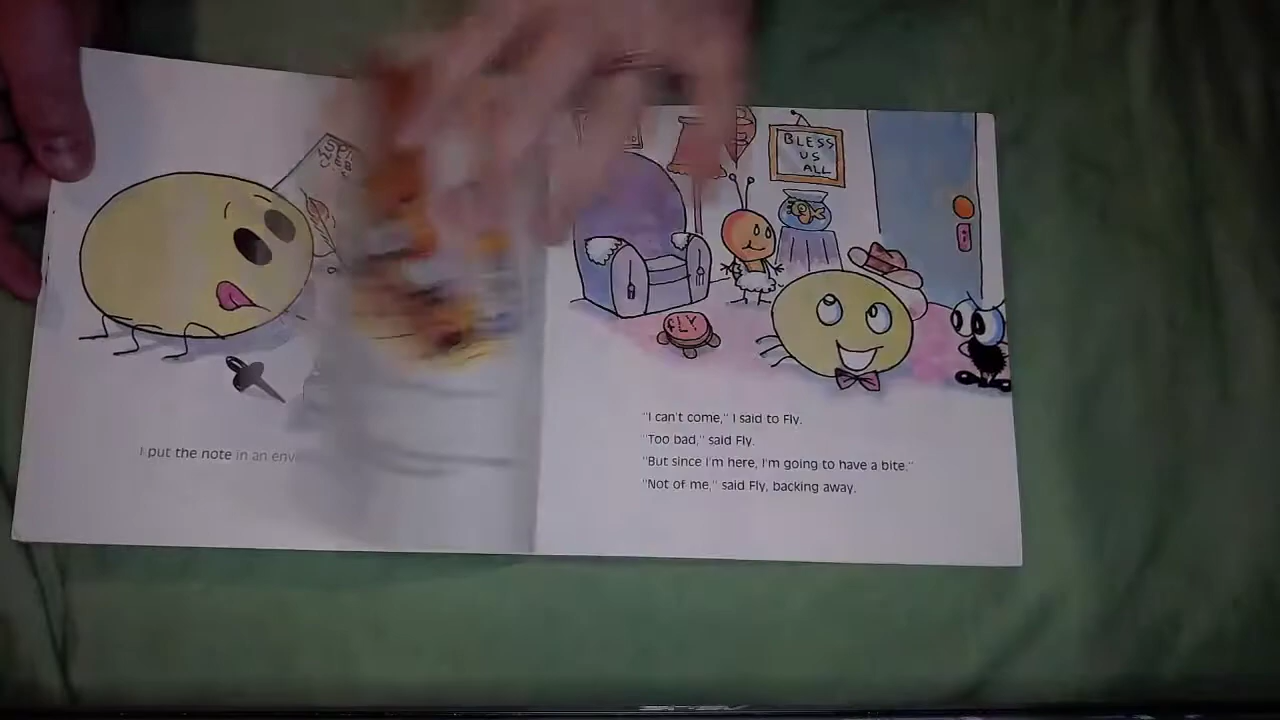 I put the note in an env
BLESS
US
ALL
FLY
"I can't come," I said to Fly.
"Too bad," said Fly.
"But since I'm here, I'm going to have a bite."
"Not of me," said Fly, backing away.